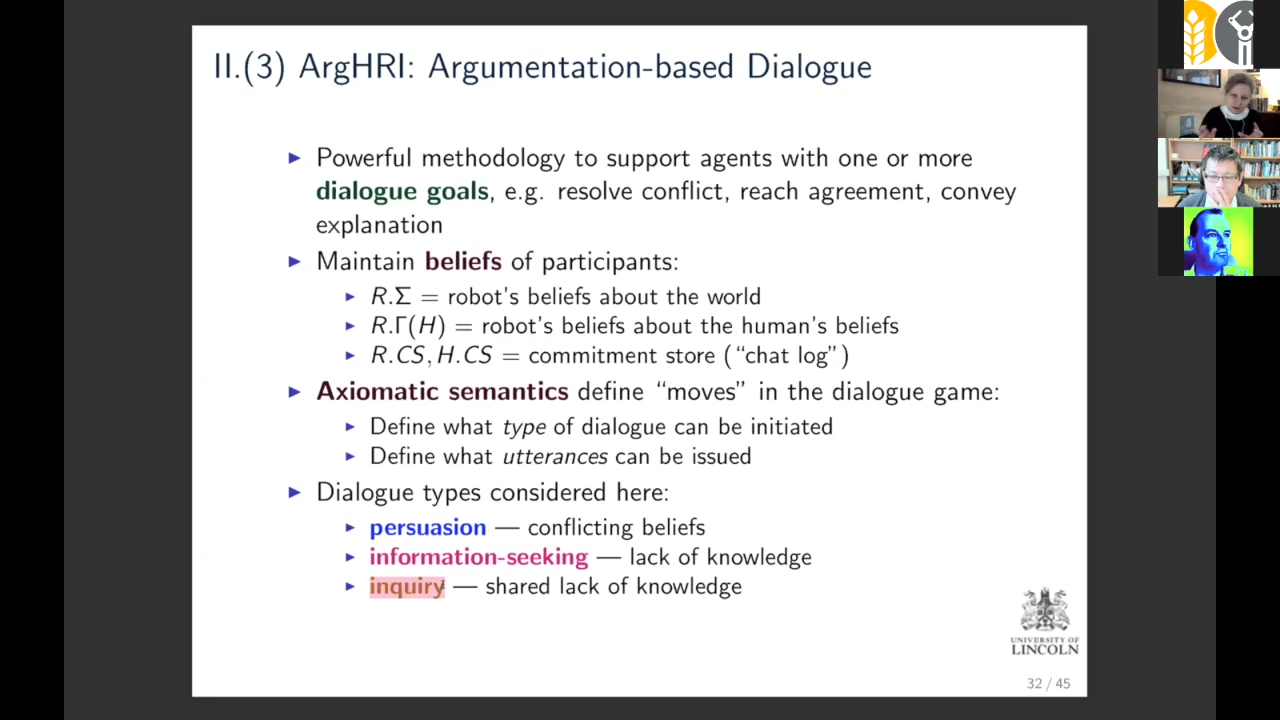 II.(3) ArgHRI: Argumentation-based Dialogue
▶ Powerful methodology to support agents with one or more
dialogue goals, e.g. resolve conflict, reach agreement, convey
explanation
▶ Maintain beliefs of participants:
▶ R.Σ = robot's beliefs about the world
▶ R.Γ(H) = robot's beliefs about the human's beliefs
▶ R.CS, H.CS = commitment store (“chat log”)
▶ Axiomatic semantics define “moves” in the dialogue game:
▶ Define what type of dialogue can be initiated
▶ Define what utterances can be issued
▶ Dialogue types considered here:
▶ persuasion — conflicting beliefs
▶ information-seeking — lack of knowledge
▶ inquiry — shared lack of knowledge
UNIVERSITY OF
LINCOLN
32 / 45